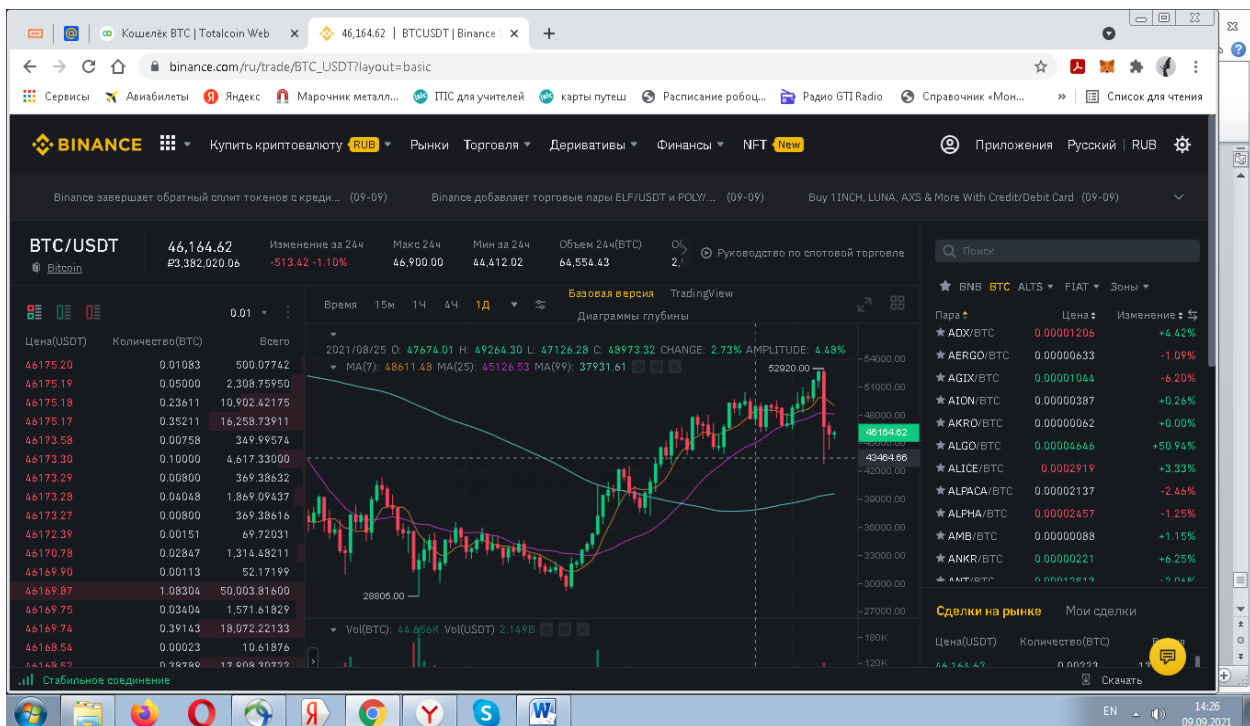 Кошелёк BTC | Totalcoin Web
46,164.62 | BTCUSDT | Binance S
binance.com/ru/trade/BTC_USDT?layout=basic
Сервисы Авиабилеты Яндекс Марочник металл... ППС для учителей карты путеш Расписание робоц... Радио GTI Radio Справочник «Мон... » Список для чтения
BINANCE Купить криптовалюту RUB Рынки Торговля Деривативы Финансы NFT New Приложения Русский | RUB
Binance завершает обратный сплит токенов с креди... (09-09) Binance добавляет торговые пары ELF/USDT и POLY/... (09-09) Buy 1INCH, LUNA, AXS & More With Credit/Debit Card (09-09)
BTC/USDT
Bitcoin
46,164.62
₽3,382,020.06
Изменение за 24ч
-513.42 -1.10%
Макс 24ч
46,900.00
Мин за 24ч
44,412.02
Объем 24ч(BTC)
64,554.43
Руководство по спотовой торговле
0.01
Цена(USDT) Количество(BTC) Всего
46175.20 0.01083 500.07742
46175.19 0.05000 2,308.75950
46175.18 0.23611 10,902.42175
46175.17 0.35211 16,258.73911
46173.58 0.00758 349.99574
46173.30 0.10000 4,617.33000
46173.29 0.00800 369.38632
46173.28 0.04048 1,869.09437
46173.27 0.00800 369.38616
46172.39 0.00151 69.72031
46170.78 0.02847 1,314.48211
46169.90 0.00113 52.17199
46169.87 1.08304 50,003.81600
46169.75 0.03404 1,571.61829
46169.74 0.39143 18,072.22133
46168.54 0.00023 10.61876
46168.52 0.38789 17,908.30722
Время 15м 1Ч 4Ч 1Д
Базовая версия TradingView
Диаграммы глубины
2021/08/25 O: 47674.01 H: 49264.30 L: 47126.28 C: 48973.32 CHANGE: 2.73% AMPLITUDE: 4.48%
MA(7): 48611.48 MA(25): 45126.53 MA(99): 37931.61
52920.00
28805.00
54000.00
51000.00
48000.00
46164.62
43464.66
42000.00
39000.00
36000.00
33000.00
30000.00
27000.00
Vol(BTC): 44.656K Vol(USDT) 2.149B
180K
120K
Поиск
BNB BTC ALTS FIAT Зоны
Пара Цена Изменение
ADX/BTC 0.00001206 +4.42%
AERGO/BTC 0.00000633 -1.09%
AGIX/BTC 0.00001044 -6.20%
AION/BTC 0.00000387 +0.26%
AKRO/BTC 0.00000062 +0.00%
ALGO/BTC 0.00004646 +50.94%
ALICE/BTC 0.0002919 +3.33%
ALPACA/BTC 0.00002137 -2.46%
ALPHA/BTC 0.00002457 -1.25%
AMB/BTC 0.00000088 +1.15%
ANKR/BTC 0.00000221 +6.25%
Сделки на рынке Мои сделки
Цена(USDT) Количество(BTC)
46,164.62 0.00223
Стабильное соединение
Скачать
EN
14:26
09.09.2021